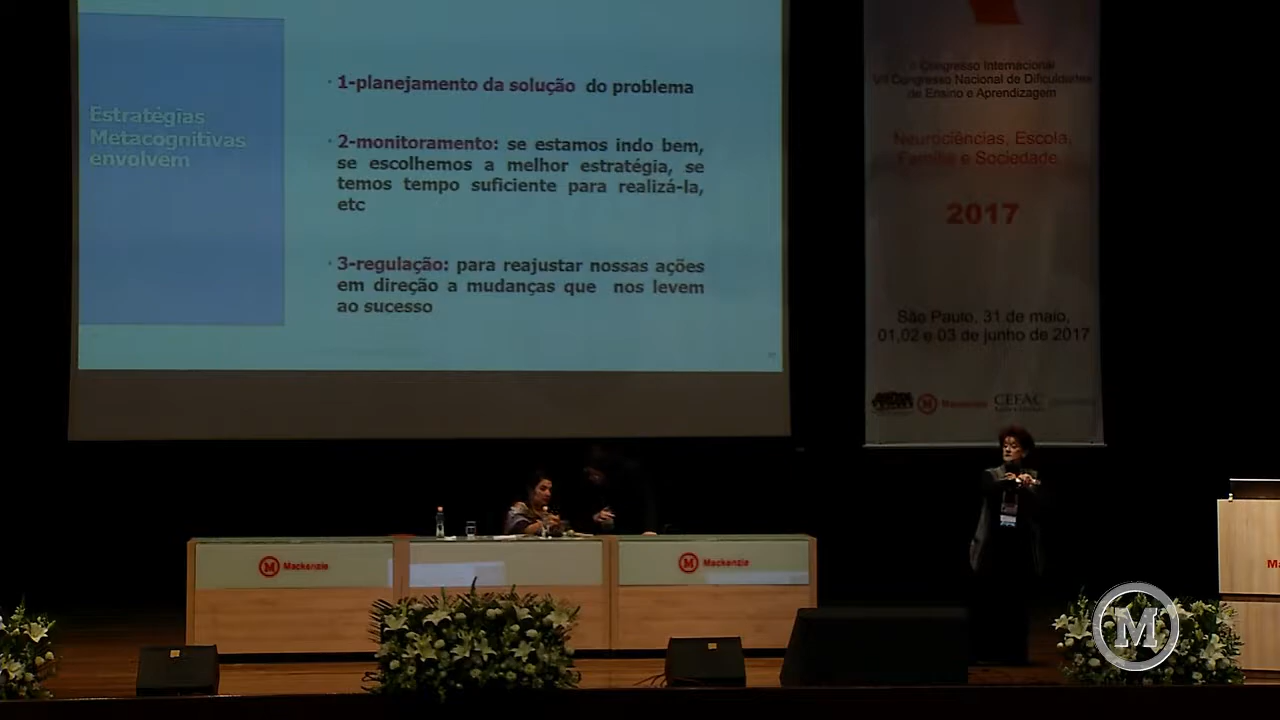 Estratégias
Metacognitivas
envolvem
1-planejamento da solução do problema
2-monitoramento: se estamos indo bem,
se escolhemos a melhor estratégia, se
temos tempo suficiente para realizá-la,
etc
3-regulação: para reajustar nossas ações
em direção a mudanças que nos levem
ao sucesso
Congresso Internacional
Congresso Nacional de Dificuldades
de Ensino e Aprendizagem
Neurociências, Escola,
Família e Sociedade
2017
São Paulo, 31 de maio,
01,02 e 03 de junho de 2017
M Mackenzie
CEFAC
M Mackenzie
M Mackenzie
M